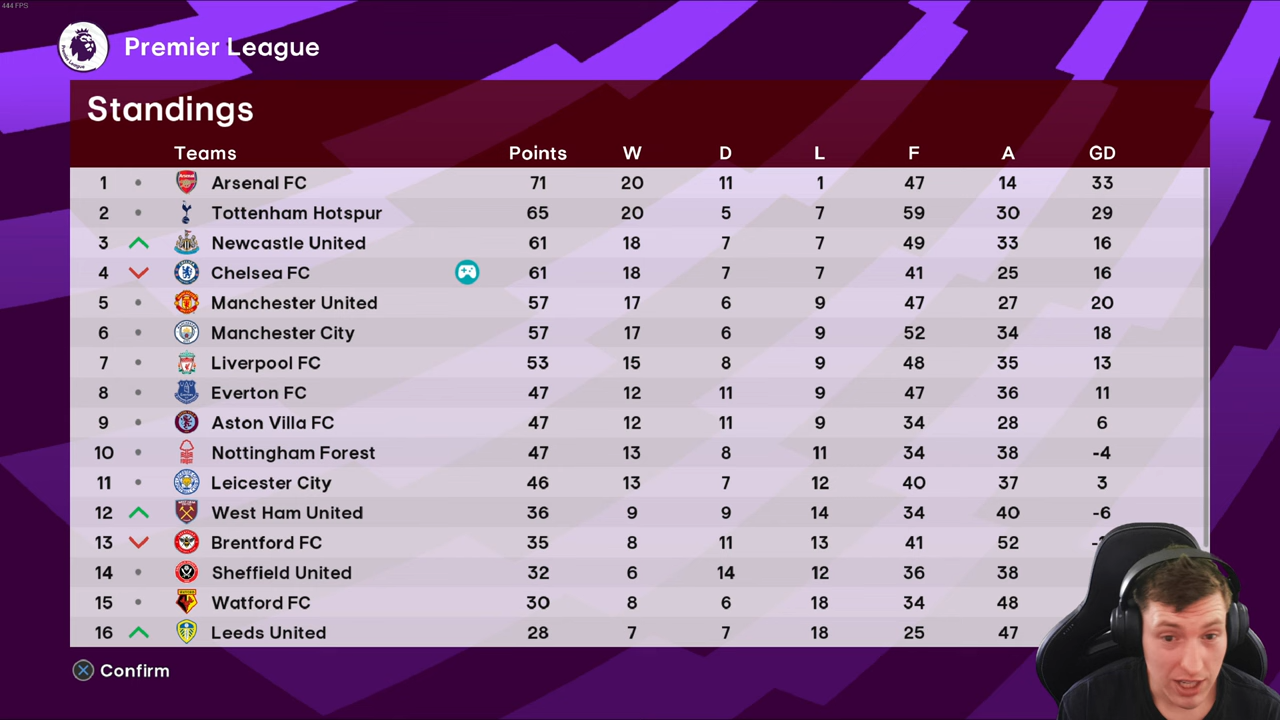 444 FPS
Premier League
Standings
Teams Points W D L F A GD
1 Arsenal FC 71 20 11 1 47 14 33
2 Tottenham Hotspur 65 20 5 7 59 30 29
3 Newcastle United 61 18 7 7 49 33 16
4 Chelsea FC 61 18 7 7 41 25 16
5 Manchester United 57 17 6 9 47 27 20
6 Manchester City 57 17 6 9 52 34 18
7 Liverpool FC 53 15 8 9 48 35 13
8 Everton FC 47 12 11 9 47 36 11
9 Aston Villa FC 47 12 11 9 34 28 6
10 Nottingham Forest 47 13 8 11 34 38 -4
11 Leicester City 46 13 7 12 40 37 3
12 West Ham United 36 9 9 14 34 40 -6
13 Brentford FC 35 8 11 13 41 52
14 Sheffield United 32 6 14 12 36 38
15 Watford FC 30 8 6 18 34 48
16 Leeds United 28 7 7 18 25 47
Confirm